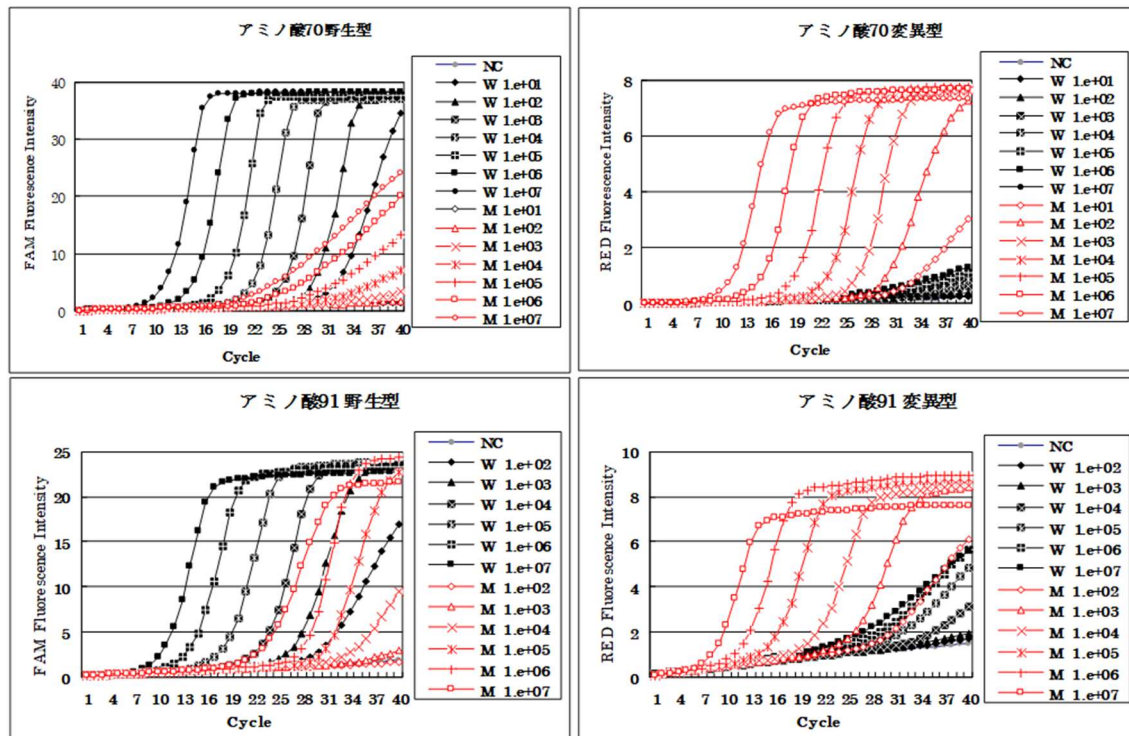 アミノ酸70野生型
FAM Fluorescence Intensity
40
30
20
10
0
1 4 7 10 13 16 19 22 25 28 31 34 37 40
Cycle
NC
W 1.e+01
W 1.e+02
W 1.e+03
W 1.e+04
W 1.e+05
W 1.e+06
W 1.e+07
M 1.e+01
M 1.e+02
M 1.e+03
M 1.e+04
M 1.e+05
M 1.e+06
M 1.e+07
アミノ酸70変異型
RED Fluorescence Intensity
8
6
4
2
0
1 4 7 10 13 16 19 22 25 28 31 34 37 40
Cycle
NC
W 1.e+01
W 1.e+02
W 1.e+03
W 1.e+04
W 1.e+05
W 1.e+06
W 1.e+07
M 1.e+01
M 1.e+02
M 1.e+03
M 1.e+04
M 1.e+05
M 1.e+06
M 1.e+07
アミノ酸91野生型
FAM Fluorescence Intensity
25
20
15
10
5
0
1 4 7 10 13 16 19 22 25 28 31 34 37 40
Cycle
NC
W 1.e+02
W 1.e+03
W 1.e+04
W 1.e+05
W 1.e+06
W 1.e+07
M 1.e+02
M 1.e+03
M 1.e+04
M 1.e+05
M 1.e+06
M 1.e+07
アミノ酸91変異型
RED Fluorescence Intensity
10
8
6
4
2
0
1 4 7 10 13 16 19 22 25 28 31 34 37 40
Cycle
NC
W 1.e+02
W 1.e+03
W 1.e+04
W 1.e+05
W 1.e+06
W 1.e+07
M 1.e+02
M 1.e+03
M 1.e+04
M 1.e+05
M 1.e+06
M 1.e+07